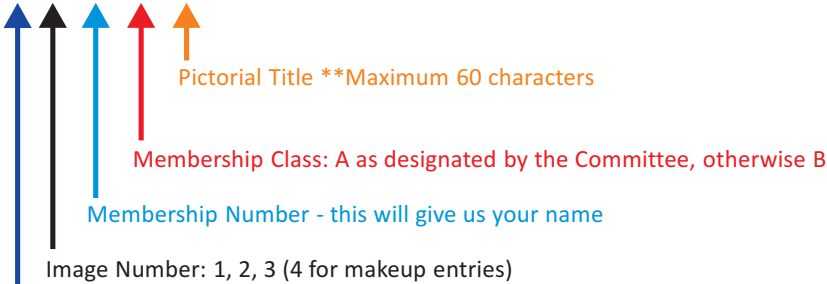 Pictorial Title **Maximum 60 characters
Membership Class: A as designated by the Committee, otherwise B
Membership Number - this will give us your name
Image Number: 1, 2, 3 (4 for makeup entries)